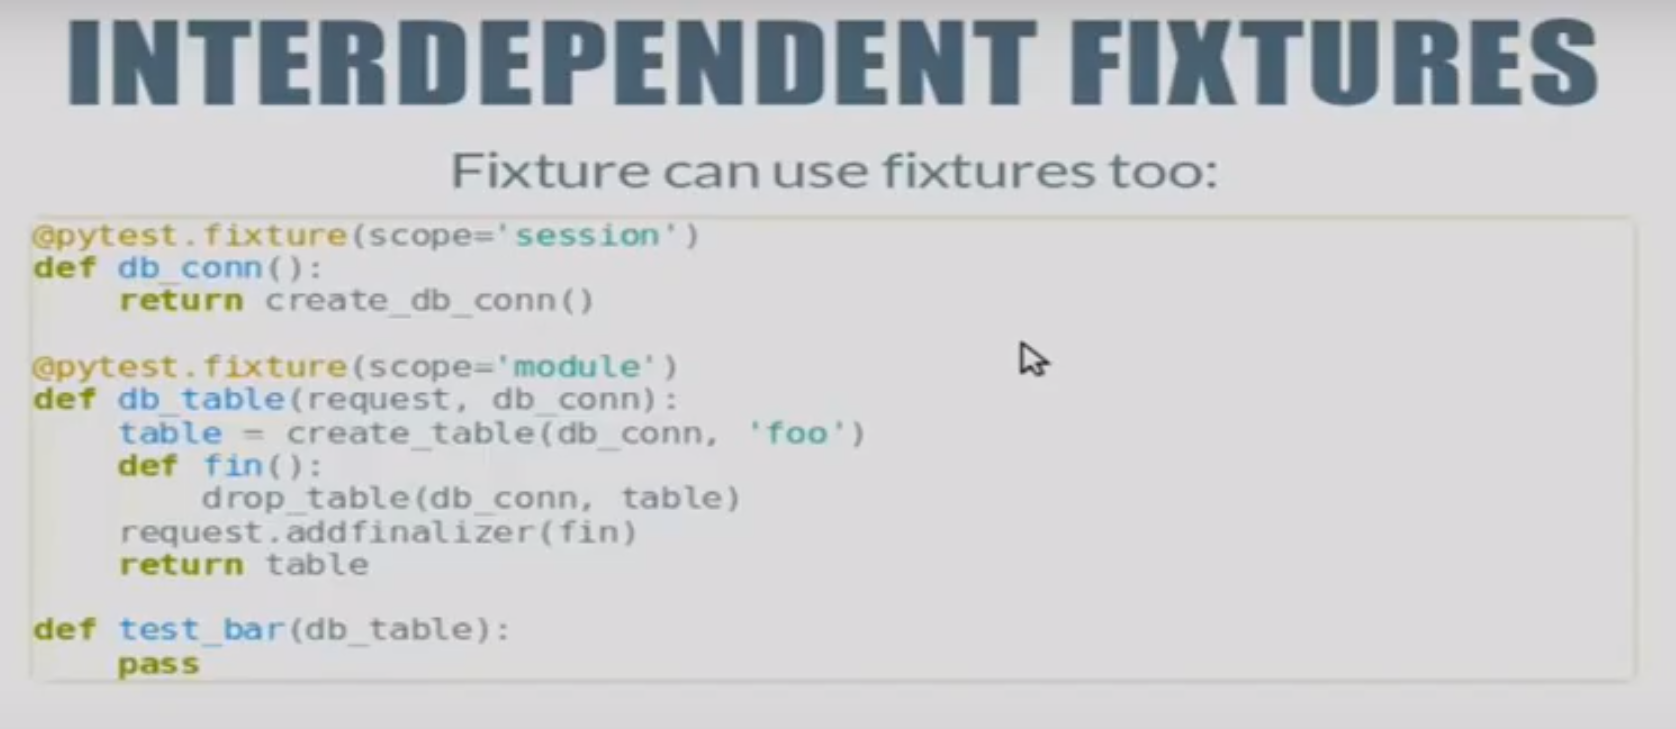 INTERDEPENDENT FIXTURES
Fixture can use fixtures too:
@pytest.fixture(scope='session')
def db_conn():
    return create_db_conn()

@pytest.fixture(scope='module')
def db_table(request, db_conn):
    table = create_table(db_conn, 'foo')
    def fin():
        drop_table(db_conn, table)
    request.addfinalizer(fin)
    return table

def test_bar(db_table):
    pass